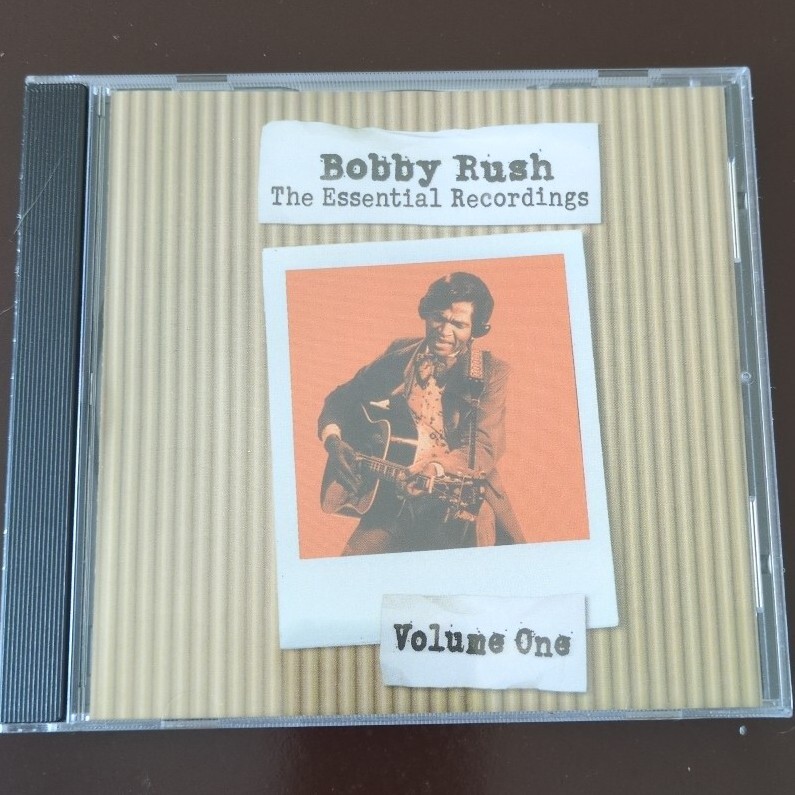 Bobby Rush
The Essential Recordings
Volume One